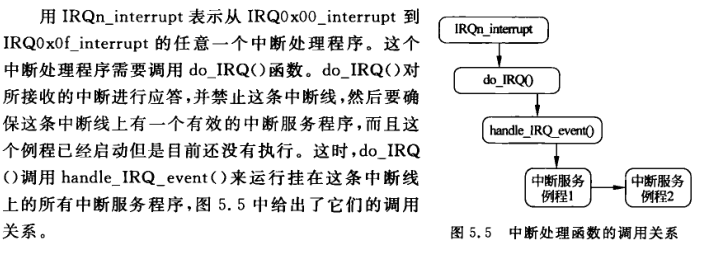 用 IRQn_interrupt 表示从 IRQ0x00_interrupt 到
IRQ0x0f_interrupt 的任意一个中断处理程序。这个
中断处理程序需要调用 do_IRQ()函数。do_IRQ()对
所接收的中断进行应答,并禁止这条中断线,然后要确
保这条中断线上有一个有效的中断服务程序,而且这
个例程已经启动但是目前还没有执行。这时,do_IRQ
()调用 handle_IRQ_event()来运行挂在这条中断线
上的所有中断服务程序,图 5.5 中给出了它们的调用
关系。
IRQn_interrupt
do_IRQ()
handle_IRQ_event()
中断服务
例程1
中断服务
例程2
图 5.5 中断处理函数的调用关系